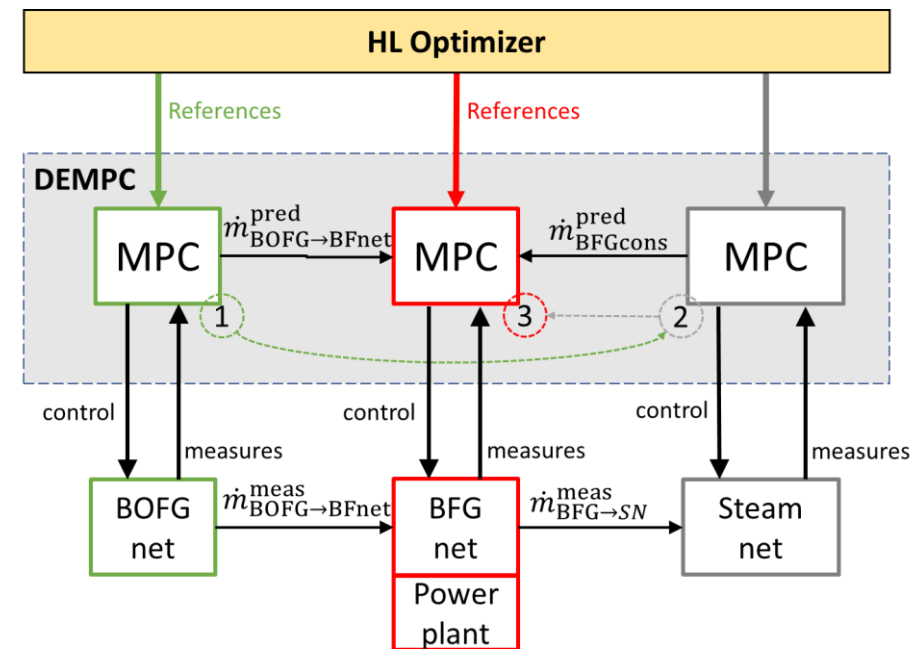 HL Optimizer
References
References
DEMPC
MPC
ṁ^pred_BOFG→BFnet
MPC
ṁ^pred_BFGcons
MPC
1
3
2
control
measures
control
measures
control
measures
BOFG
net
ṁ^meas_BOFG→BFnet
BFG
net
ṁ^meas_BFG→SN
Steam
net
Power
plant